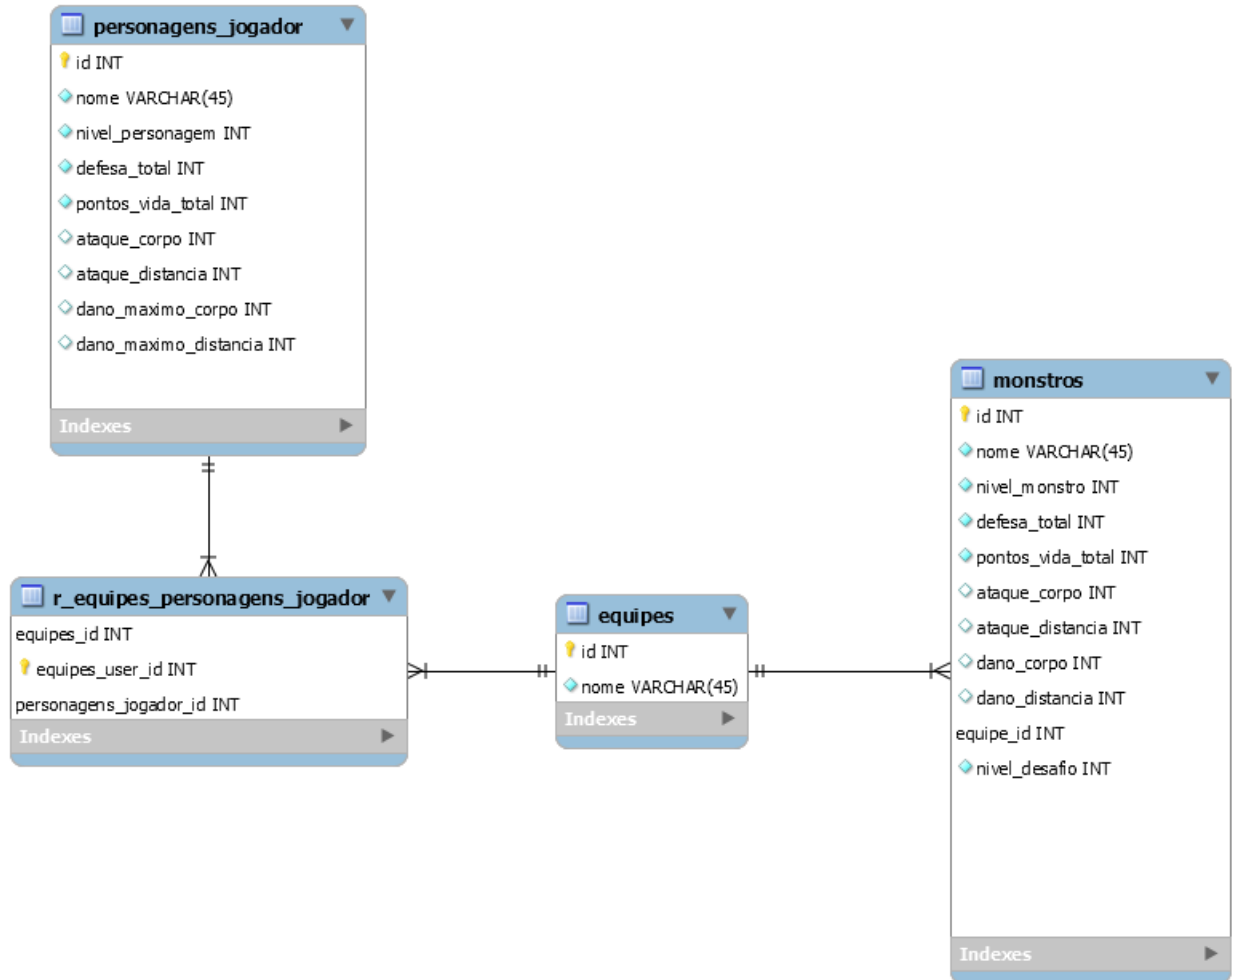 personagens_jogador
id INT
nome VARCHAR(45)
nivel_personagem INT
defesa_total INT
pontos_vida_total INT
ataque_corpo INT
ataque_distancia INT
dano_maximo_corpo INT
dano_maximo_distancia INT
Indexes
r_equipes_personagens_jogador
equipes_id INT
equipes_user_id INT
personagens_jogador_id INT
Indexes
equipes
id INT
nome VARCHAR(45)
Indexes
monstros
id INT
nome VARCHAR(45)
nivel_monstro INT
defesa_total INT
pontos_vida_total INT
ataque_corpo INT
ataque_distancia INT
dano_corpo INT
dano_distancia INT
equipe_id INT
nivel_desafio INT
Indexes